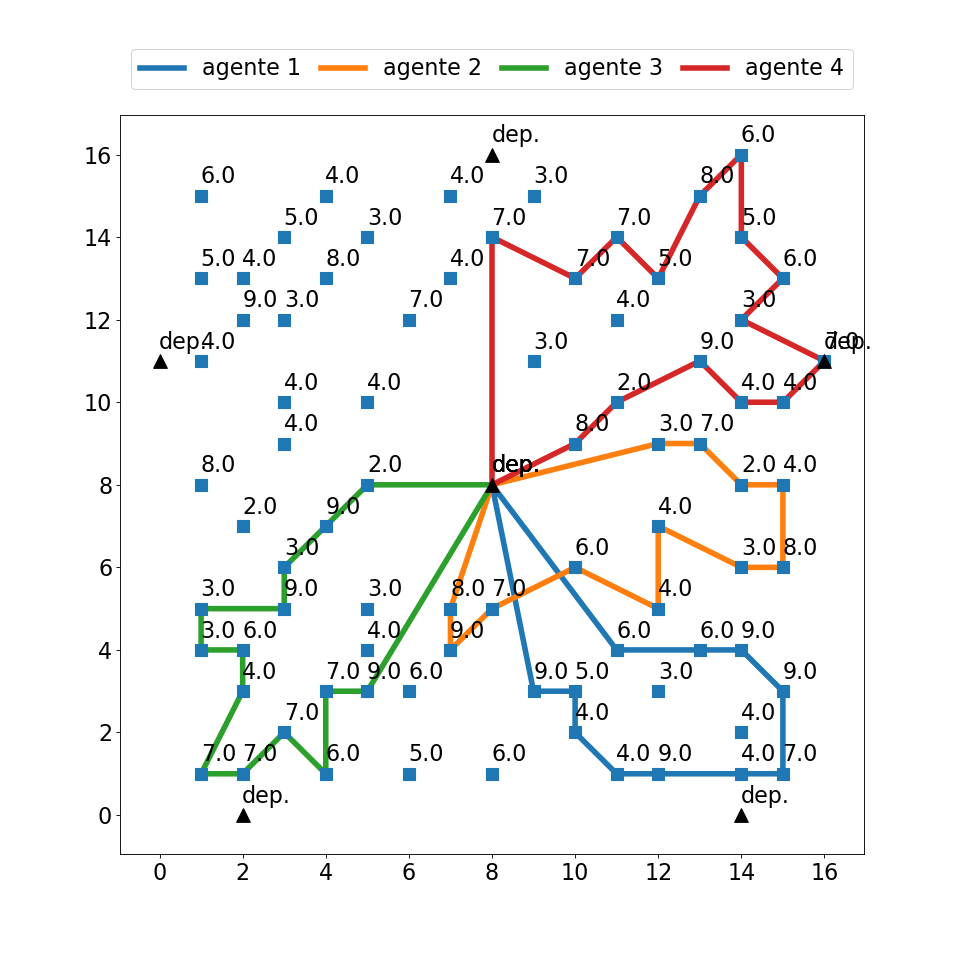 agente 1 agente 2 agente 3 agente 4
dep. 6.0
16
6.0 4.0 4.0 3.0 8.0
5.0 3.0 7.0 7.0 5.0
14
5.0 4.0 8.0 4.0 7.0 5.0 6.0
9.0 3.0 7.0 4.0 3.0
12
dep. 4.0 3.0 9.0 7.0 dep.
4.0 4.0 2.0 4.0 4.0
10
4.0 8.0 3.0 7.0
8.0 2.0 dep. 2.0 4.0
8
2.0 9.0 4.0
3.0 6.0 3.0 8.0
6
3.0 9.0 3.0 8.0 7.0 4.0
3.0 6.0 4.0 9.0 6.0 6.0 9.0
4
4.0 7.0 9.0 6.0 9.0 5.0 3.0 9.0
7.0 4.0 4.0
2
7.0 7.0 6.0 5.0 6.0 4.0 9.0 4.0 7.0
dep. dep.
0
0 2 4 6 8 10 12 14 16